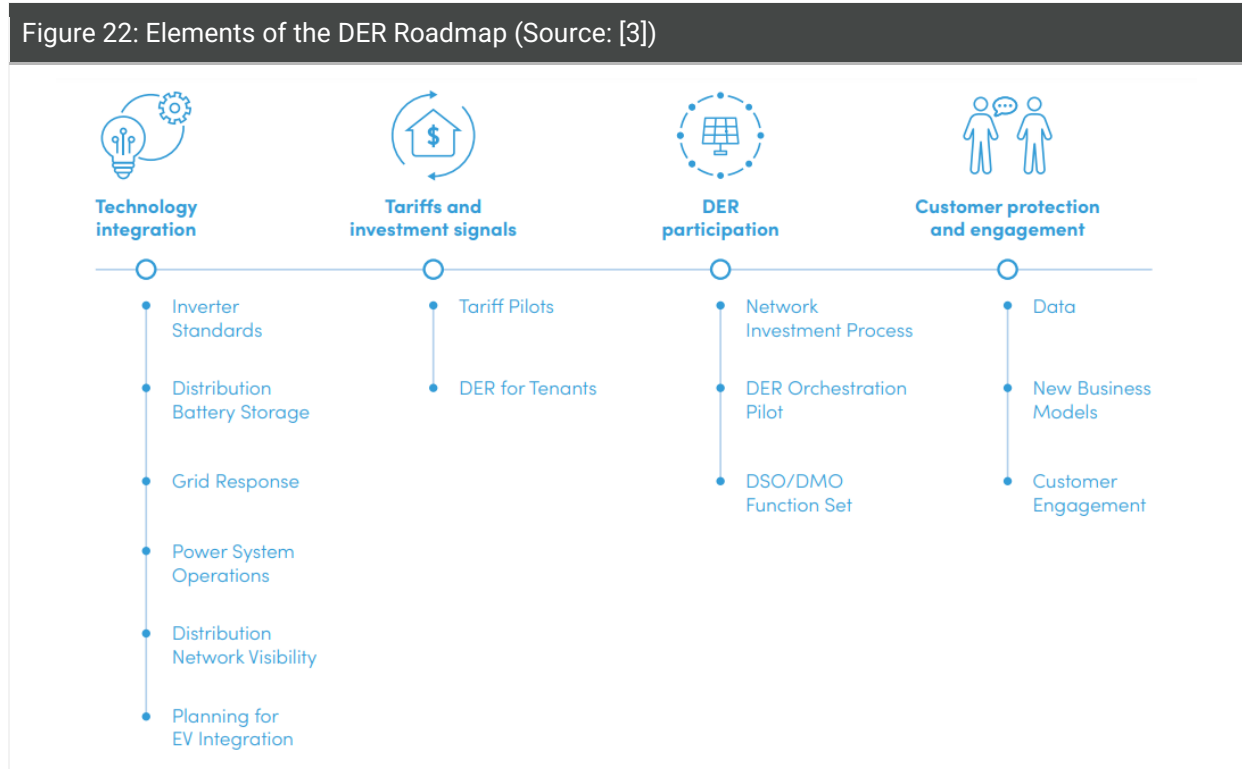 Figure 22: Elements of the DER Roadmap (Source: [3])
$
Technology
integration
Inverter
Standards
Distribution
Battery Storage
Grid Response
Power System
Operations
Distribution
Network Visibility
Planning for
EV Integration
Tariffs and
investment signals
Tariff Pilots
DER for Tenants
DER
participation
Network
Investment Process
DER Orchestration
Pilot
DSO/DMO
Function Set
Customer protection
and engagement
Data
New Business
Models
Customer
Engagement